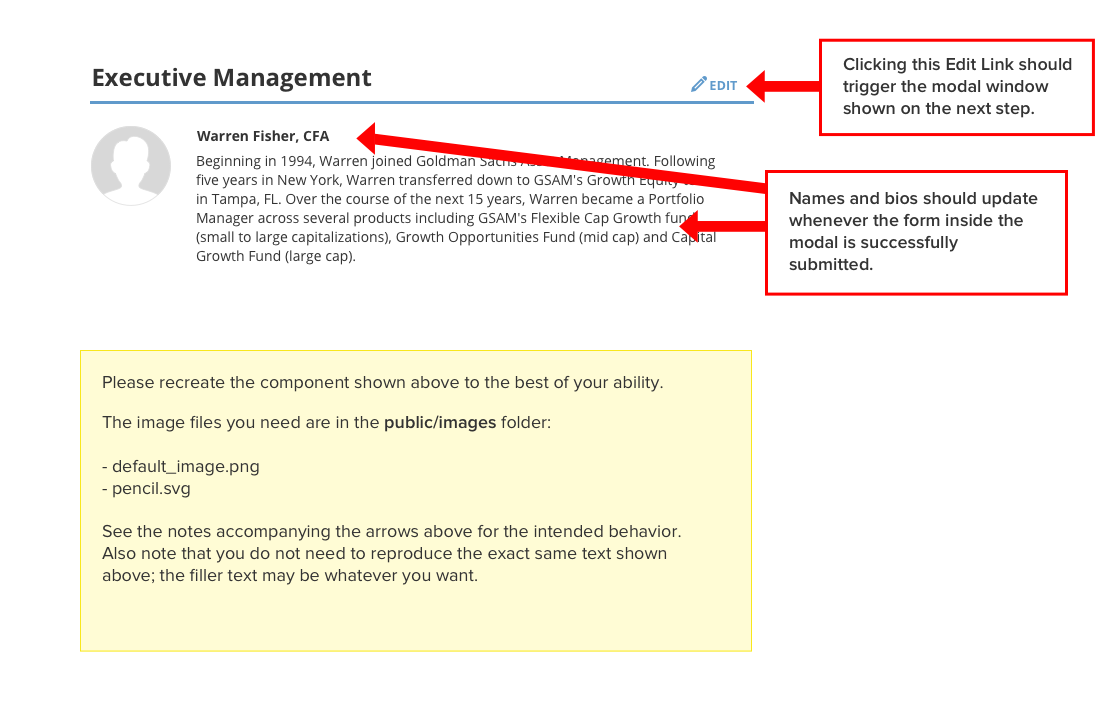 Executive Management
EDIT
Clicking this Edit Link should
trigger the modal window
shown on the next step.
Warren Fisher, CFA
Beginning in 1994, Warren joined Goldman Sachs Asset Management. Following
five years in New York, Warren transferred down to GSAM's Growth Equity
in Tampa, FL. Over the course of the next 15 years, Warren became a Portfolio
Manager across several products including GSAM's Flexible Cap Growth fund
(small to large capitalizations), Growth Opportunities Fund (mid cap) and Capital
Growth Fund (large cap).
Names and bios should update
whenever the form inside the
modal is successfully
submitted.
Please recreate the component shown above to the best of your ability.
The image files you need are in the public/images folder:
- default_image.png
- pencil.svg
See the notes accompanying the arrows above for the intended behavior.
Also note that you do not need to reproduce the exact same text shown
above; the filler text may be whatever you want.